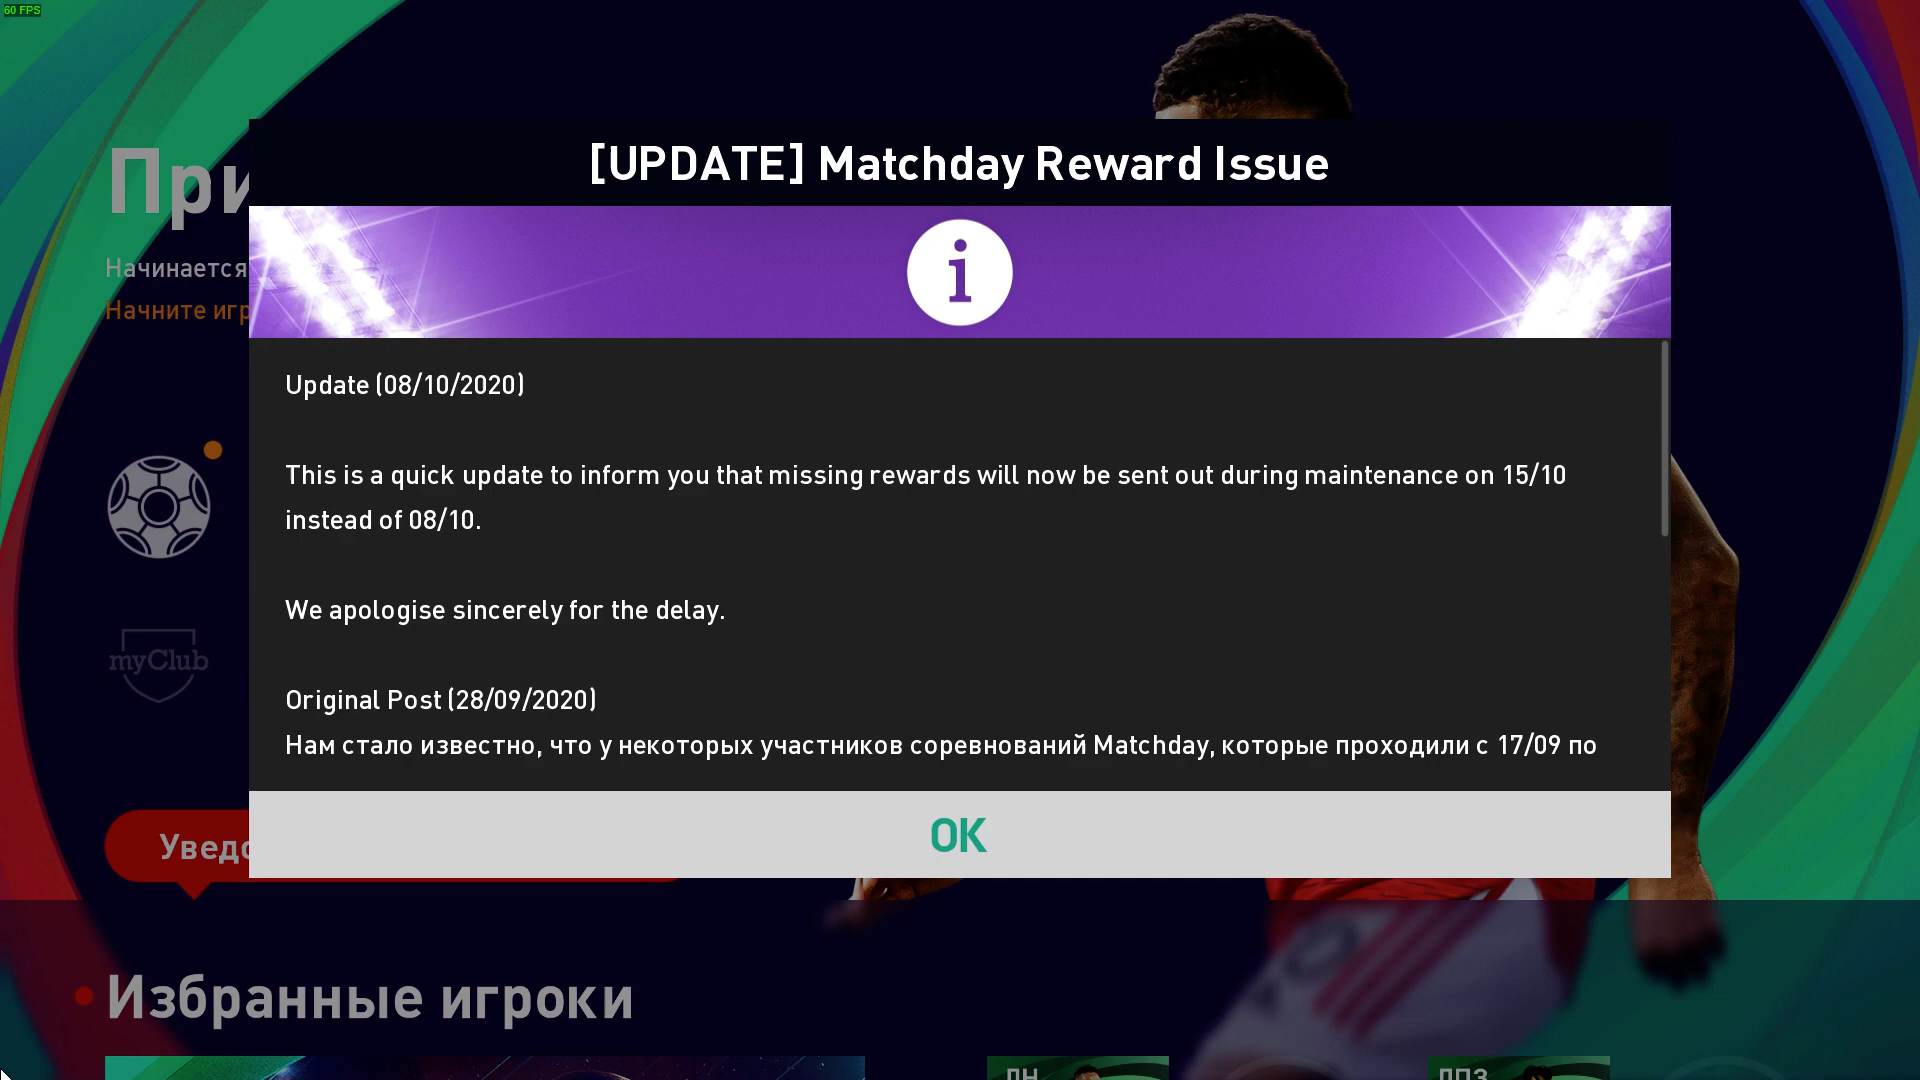 60 FPS
[UPDATE] Matchday Reward Issue
При
Начинается
Начните игр
Update (08/10/2020)
This is a quick update to inform you that missing rewards will now be sent out during maintenance on 15/10
instead of 08/10.
We apologise sincerely for the delay.
myClub
Original Post (28/09/2020)
Нам стало известно, что у некоторых участников соревнований Matchday, которые проходили с 17/09 по
OK
Уведо
Избранные игроки
ЛПЗ